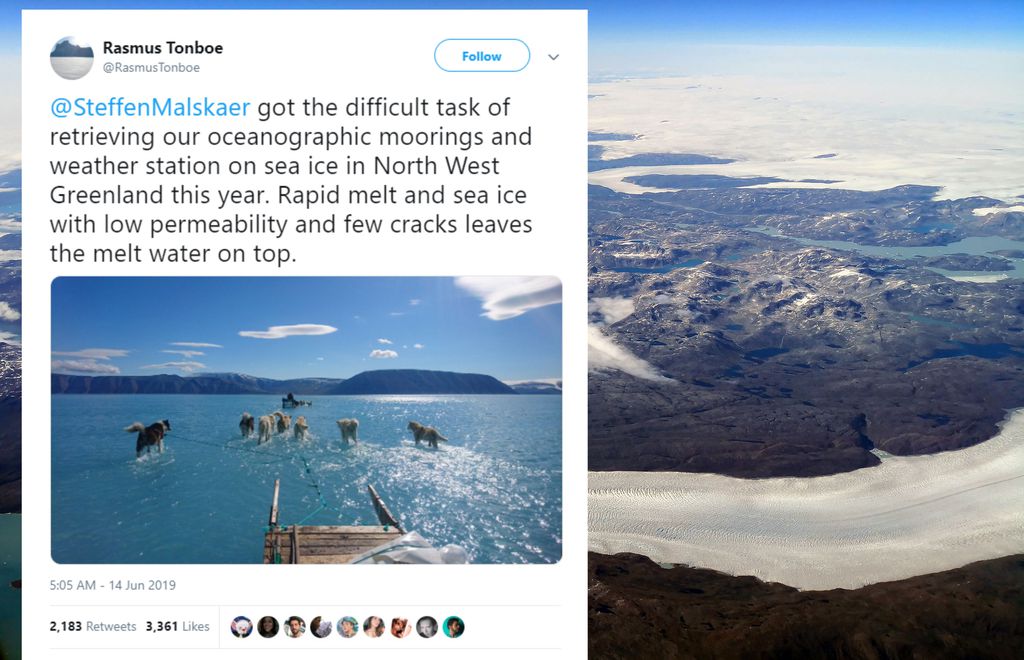 Rasmus Tonboe
@RasmusTonboe
Follow
@SteffenMalskaer got the difficult task of
retrieving our oceanographic moorings and
weather station on sea ice in North West
Greenland this year. Rapid melt and sea ice
with low permeability and few cracks leaves
the melt water on top.
5:05 AM - 14 Jun 2019
2,183 Retweets 3,361 Likes